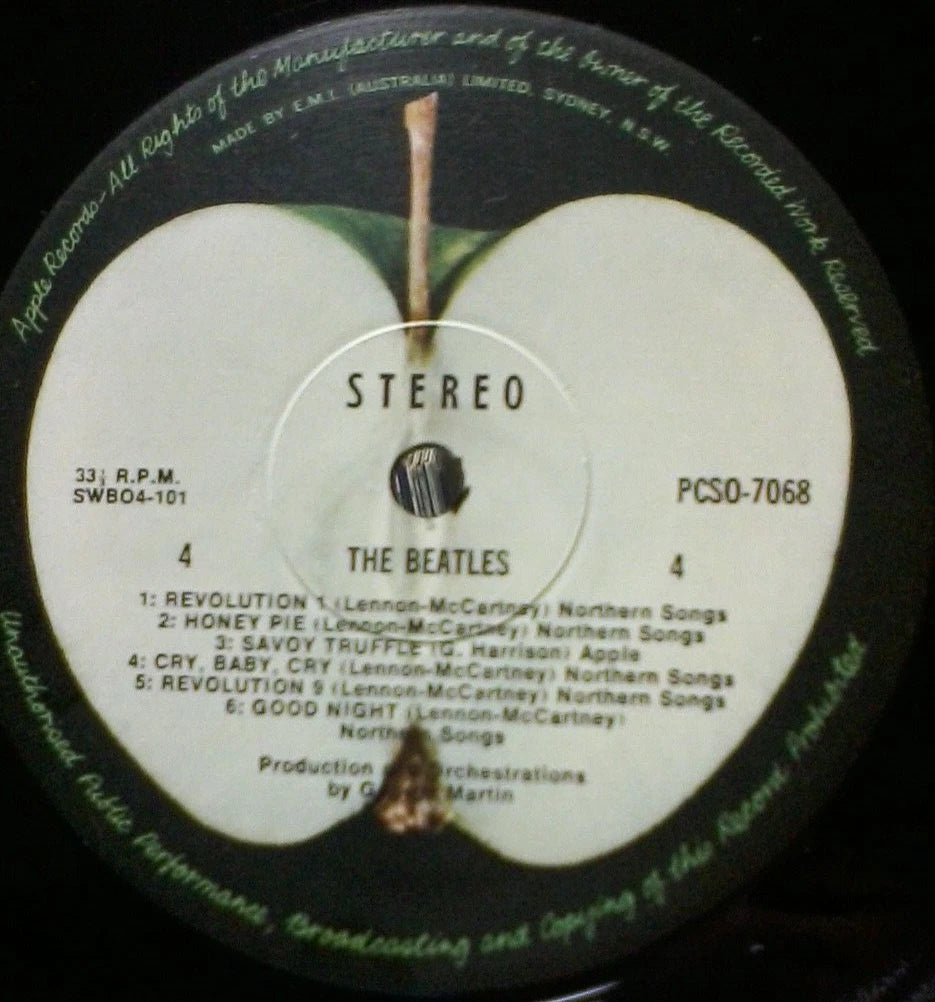 Apple Records-All Rights of the Manufacturer and of the Owner of the Recorded Work Reserved
MADE BY E.M.I. (AUSTRALIA) LIMITED, SYDNEY, N.S.W.
STEREO
33⅓ R.P.M.
SWBO4-101
PCSO-7068
4
THE BEATLES
4
1: REVOLUTION 1 (Lennon-McCartney) Northern Songs
2: HONEY PIE (Lennon-McCartney) Northern Songs
3: SAVOY TRUFFLE (G. Harrison) Apple
4: CRY, BABY, CRY (Lennon-McCartney) Northern Songs
5: REVOLUTION 9 (Lennon-McCartney) Northern Songs
6: GOOD NIGHT (Lennon-McCartney)
Northern Songs
Production orchestrations
by G Martin
Unauthorised Public Performance, Broadcasting and Copying of this Record Prohibited